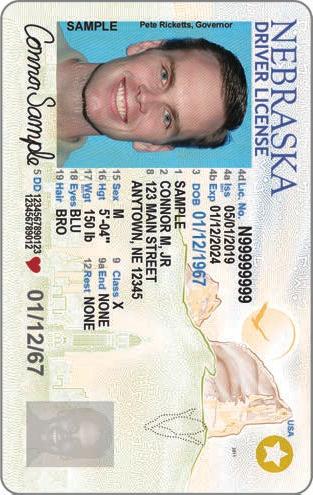 SAMPLE
Pete Ricketts, Governor
NEBRASKA
DRIVER LICENSE
4d Lic. No. N99999999
4a Iss 05/01/2019
4b Exp 01/12/2024
3 DOB 01/12/1967
1 SAMPLE
2 CONNOR M, JR
8 123 MAIN STREET
ANYTOWN, NE 12345
15 Sex M 9 Class X
16 Hgt 5'-04" 9a End NONE
17 Wgt 150 lb 12 Rest NONE
18 Eyes BLU
19 Hair BRO
5 DD 1234567890123
123456789012
Connor Sample
01/12/67
USA
2011